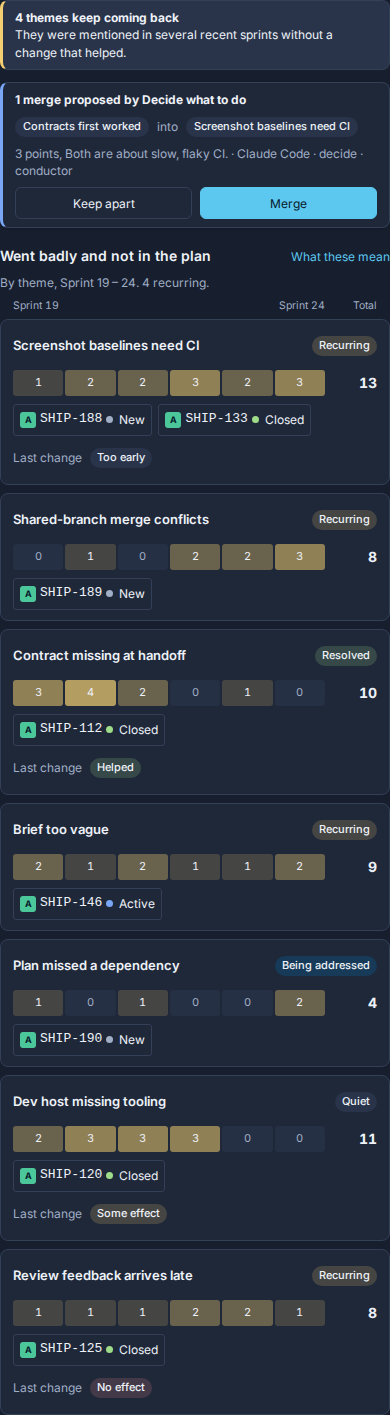 4 themes keep coming back
They were mentioned in several recent sprints without a
change that helped.
1 merge proposed by Decide what to do
Contracts first worked into Screenshot baselines need CI
3 points, Both are about slow, flaky CI. · Claude Code · decide ·
conductor
Keep apart Merge
Went badly and not in the plan What these mean
By theme, Sprint 19 – 24. 4 recurring.
Sprint 19 Sprint 24 Total
Screenshot baselines need CI Recurring
1 2 2 3 2 3 13
A SHIP-188 New A SHIP-133 Closed
Last change Too early
Shared-branch merge conflicts Recurring
0 1 0 2 2 3 8
A SHIP-189 New
Contract missing at handoff Resolved
3 4 2 0 1 0 10
A SHIP-112 Closed
Last change Helped
Brief too vague Recurring
2 1 2 1 1 2 9
A SHIP-146 Active
Plan missed a dependency Being addressed
1 0 1 0 0 2 4
A SHIP-190 New
Dev host missing tooling Quiet
2 3 3 3 0 0 11
A SHIP-120 Closed
Last change Some effect
Review feedback arrives late Recurring
1 1 1 2 2 1 8
A SHIP-125 Closed
Last change No effect